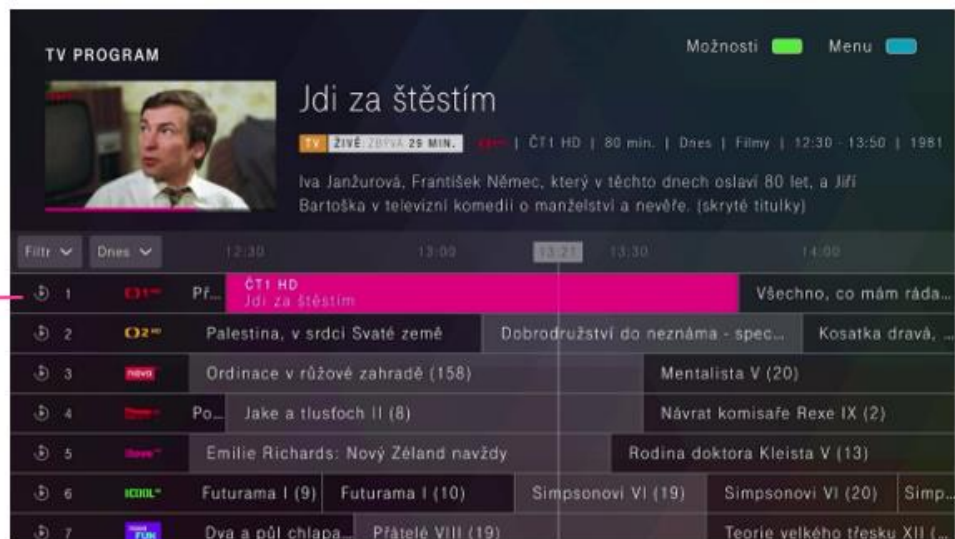 TV PROGRAM
Možnosti Menu
Jdi za štěstím
TV ŽIVĚ ZBÝVÁ 29 MIN. | ČT1 HD | 80 min. | Dnes | Filmy | 12:30 - 13:50 | 1981
Iva Janžurová, František Němec, který v těchto dnech oslaví 80 let, a Jiří
Bartoška v televizní komedii o manželství a nevěře. (skryté titulky)
Filtr Dnes 12:30 13:00 13:21 13:30 14:00
1 Př... ČT1 HD
Jdi za štěstím Všechno, co mám ráda...
2 Palestina, v srdci Svaté země Dobrodružství do neznáma - spec... Kosatka dravá, ...
3 nova Ordinace v růžové zahradě (158) Mentalista V (20)
4 Po... Jake a tlusťoch II (8) Návrat komisaře Rexe IX (2)
5 Emilie Richards: Nový Zéland navždy Rodina doktora Kleista V (13)
6 Futurama I (9) Futurama I (10) Simpsonovi VI (19) Simpsonovi VI (20) Simp...
7 Dva a půl chlapa... Přátelé VIII (19) Teorie velkého třesku XII (...